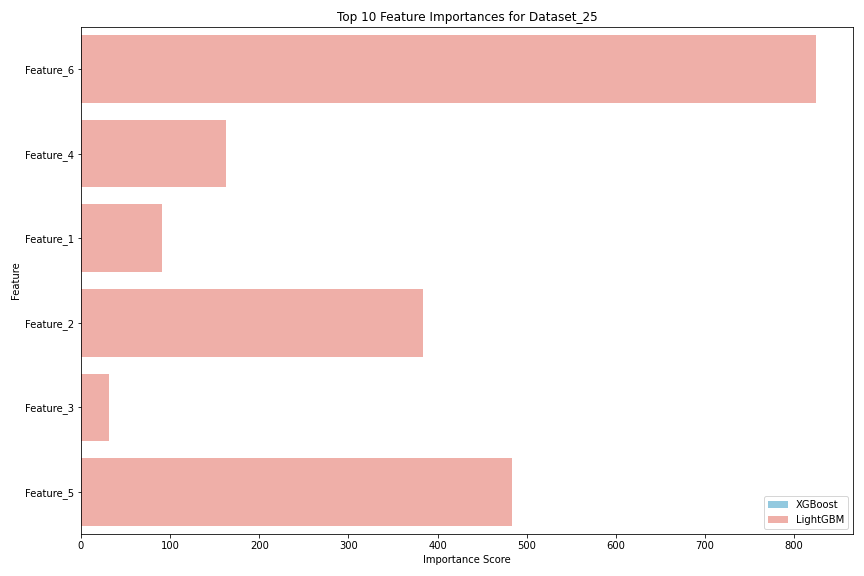 Top 10 Feature Importances for Dataset_25
Feature_6
Feature_4
Feature_1
Feature_2
Feature_3
Feature_5
Feature
XGBoost
LightGBM
0 100 200 300 400 500 600 700 800
Importance Score